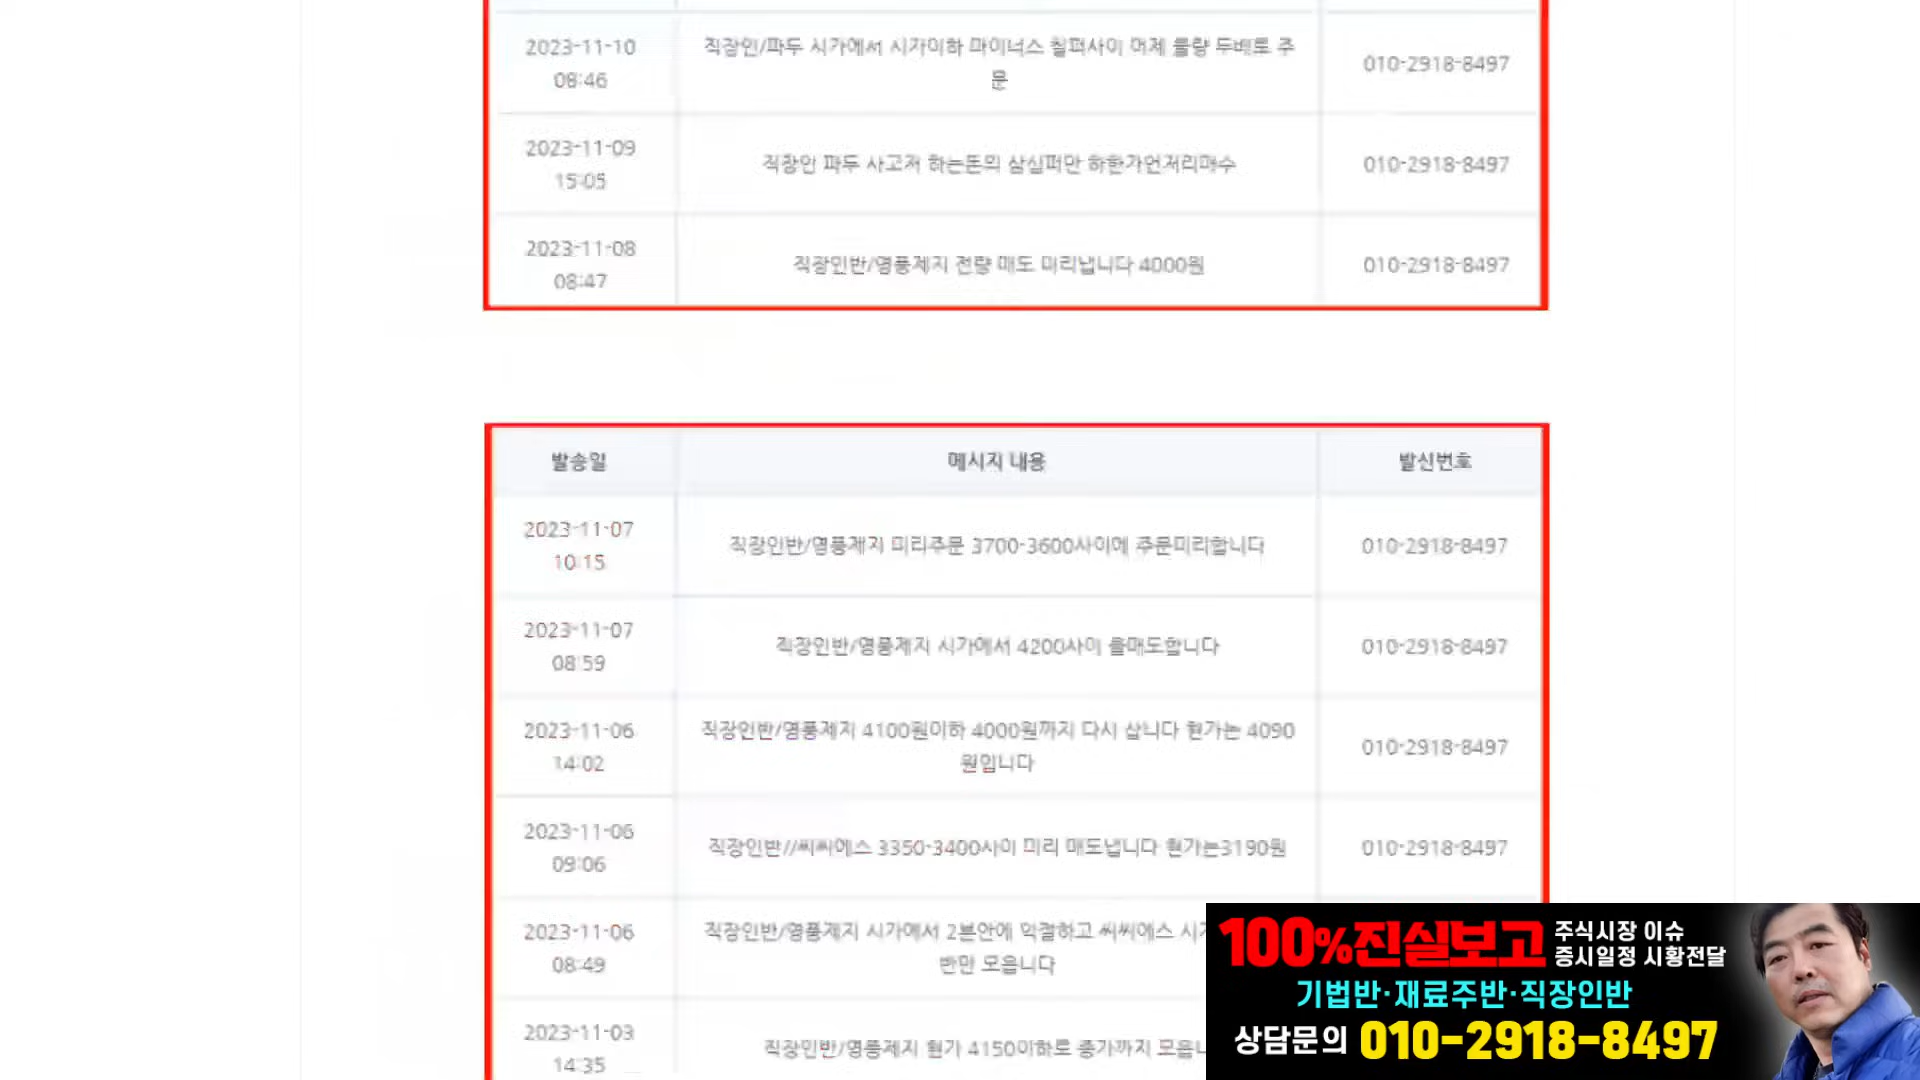 2023-11-10
08:46
직장인/파두 시가에서 시가이하 마이너스 칠퍼사이 어제 물량 두배로 주
문
010-2918-8497
2023-11-09
15:05
직장인 파두 사고저 하는돈의 삼십퍼만 하한가언저리매수
010-2918-8497
2023-11-08
08:47
직장인반/영풍제지 전량 매도 미리냅니다 4000원
010-2918-8497
발송일
메시지 내용
발신번호
2023-11-07
10:15
직장인반/영풍제지 미리주문 3700-3600사이에 주문미리합니다
010-2918-8497
2023-11-07
08:59
직장인반/영풍제지 시가에서 4200사이 올매도합니다
010-2918-8497
2023-11-06
14:02
직장인반/영풍제지 4100원이하 4000원까지 다시 삽니다 현가는 4090
원입니다
010-2918-8497
2023-11-06
09:06
직장인반//씨씨에스 3350-3400사이 미리 매도냅니다 현가는3190원
010-2918-8497
2023-11-06
08:49
직장인반/영풍제지 시가에서 2분안에 익절하고 씨씨에스
반만 모읍니다
2023-11-03
14:35
직장인반/영풍제지 현가 4150이하로 종가까지
100%진실보고
주식시장 이슈
증시일정 시황전달
기법반·재료주반·직장인반
상담문의 010-2918-8497